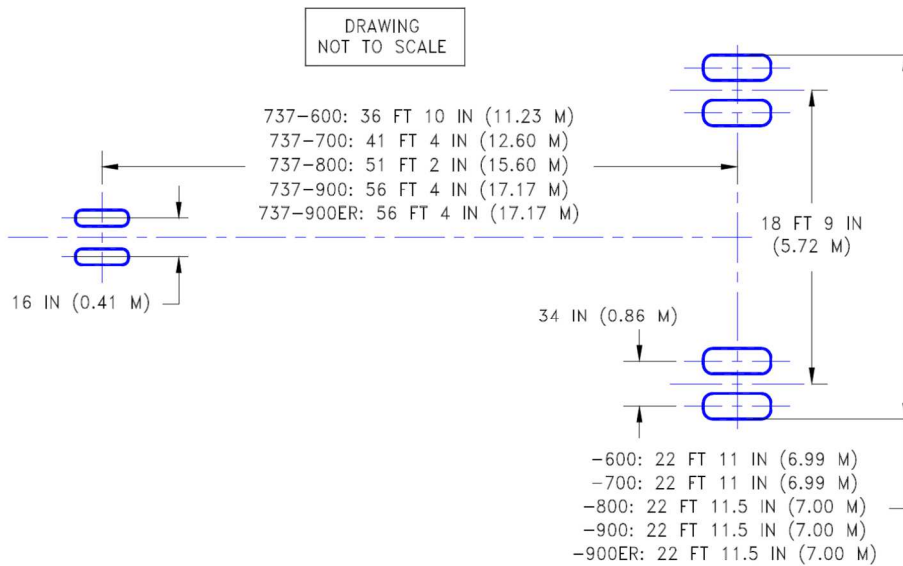 DRAWING
NOT TO SCALE
737-600: 36 FT 10 IN (11.23 M)
737-700: 41 FT 4 IN (12.60 M)
737-800: 51 FT 2 IN (15.60 M)
737-900: 56 FT 4 IN (17.17 M)
737-900ER: 56 FT 4 IN (17.17 M)
18 FT 9 IN
(5.72 M)
16 IN (0.41 M)
34 IN (0.86 M)
-600: 22 FT 11 IN (6.99 M)
-700: 22 FT 11 IN (6.99 M)
-800: 22 FT 11.5 IN (7.00 M)
-900: 22 FT 11.5 IN (7.00 M)
-900ER: 22 FT 11.5 IN (7.00 M)